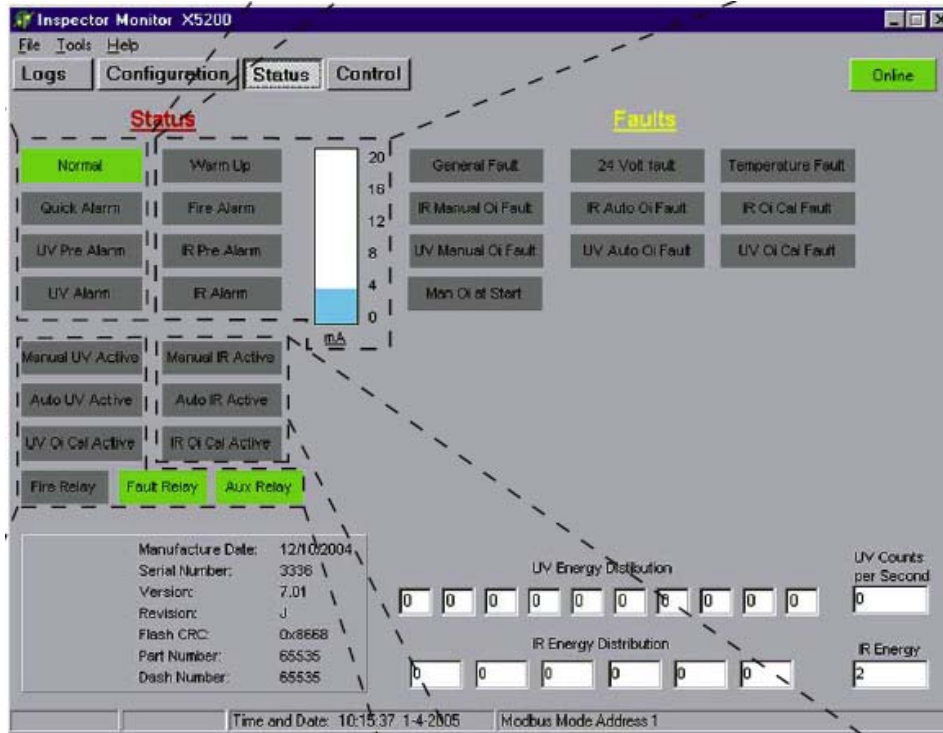 Inspector Monitor X5200
File Tools Help
Logs Configuration Status Control Online
Status Faults
Normal Warm Up 20 General Fault 24 Volt fault Temperature Fault
16
Quick Alarm Fire Alarm 12 IR Manual Oi Fault IR Auto Oi Fault IR Oi Cal Fault
UV Pre Alarm IR Pre Alarm 8 UV Manual Oi Fault UV Auto Oi Fault UV Oi Cal Fault
UV Alarm IR Alarm 4 Man Oi at Start
0
mA
Manual UV Active Manual IR Active
Auto UV Active Auto IR Active
UV Oi Cal Active IR Oi Cal Active
Fire Relay Fault Relay Aux Relay
Manufacture Date: 12/10/2004
Serial Number: 3336
Version: 7.01
Revision: J
Flash CRC: 0x8668
Part Number: 65535
Dash Number: 65535
UV Energy Distibution
0 0 0 0 0 0 0 0 0 0
UV Counts
per Second
0
IR Energy Distribution
0 0 0 0 0 0
IR Energy
2
Time and Date: 10:15:37 1-4-2005 Modbus Mode Address 1